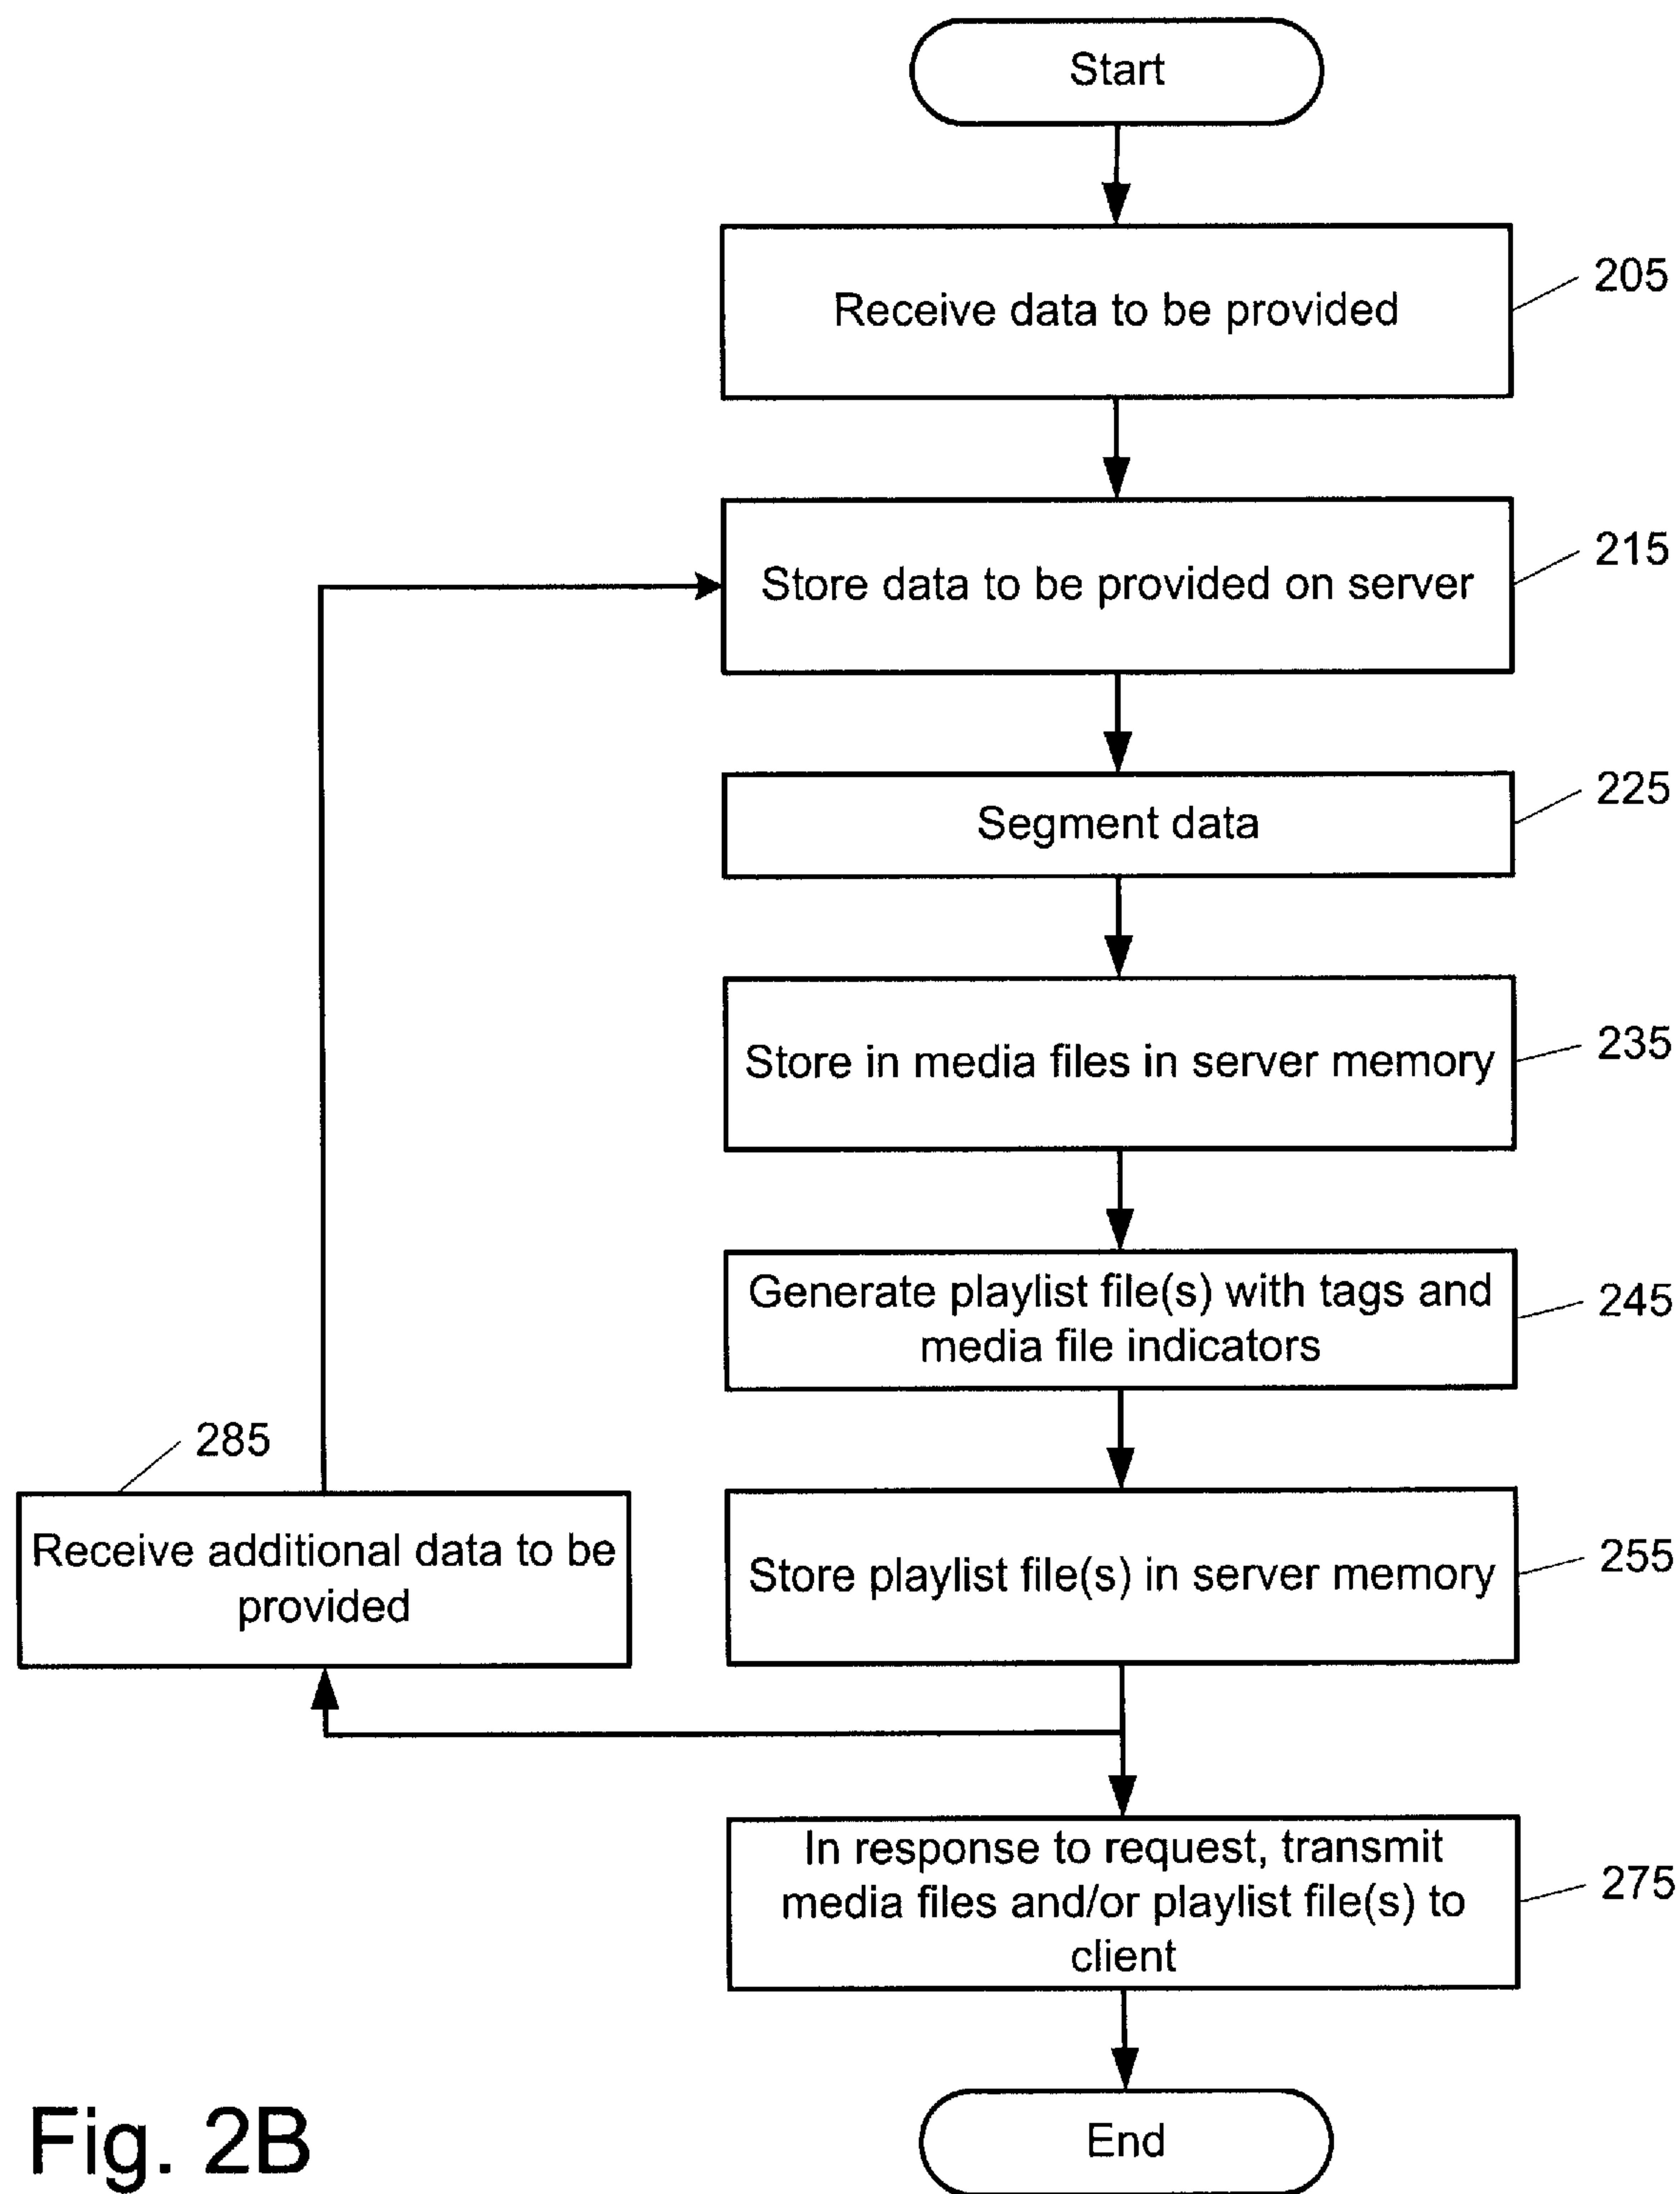 Start
Receive data to be provided
205
Store data to be provided on server
215
Segment data
225
Store in media files in server memory
235
Generate playlist file(s) with tags and
media file indicators
245
285
Receive additional data to be
provided
Store playlist file(s) in server memory
255
In response to request, transmit
media files and/or playlist file(s) to
client
275
End
Fig. 2B